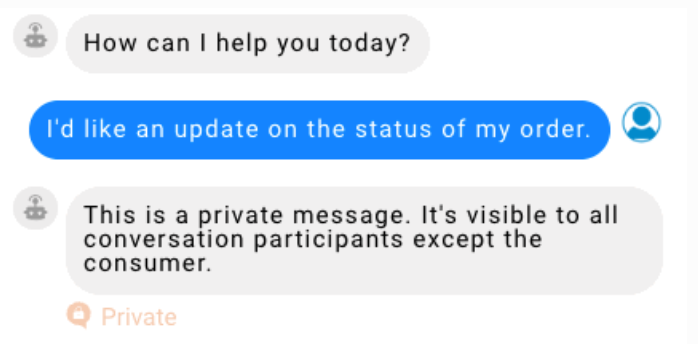 How can I help you today?
I'd like an update on the status of my order.
This is a private message. It's visible to all
conversation participants except the
consumer.
Private